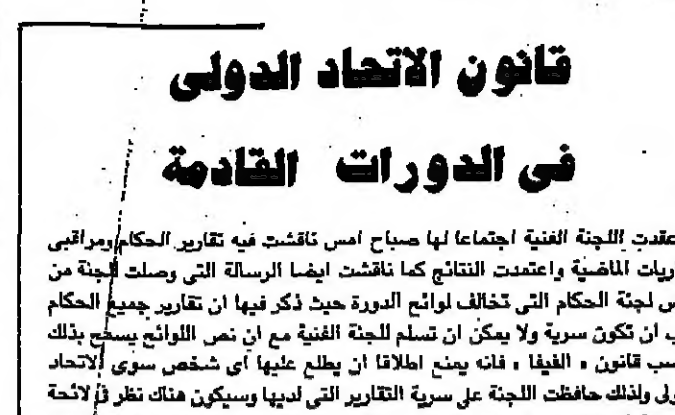 قانون الاتحاد الدولى
فى الدورات القادمة
عقدت اللجنة الفنية اجتماعا لها صباح امس ناقشت فيه تقارير الحكام ومراقبى
اريات الماضية واعتمدت النتائج كما ناقشت ايضا الرسالة التى وصلت للجنة من
س لجنة الحكام التى تخالف لوائح الدورة حيث ذكر فيها ان تقارير جميع الحكام
ب ان تكون سرية ولا يمكن ان تسلم للجنة الفنية مع ان نص اللوائح يسمح بذلك
سب قانون « الفيفا » فانه يمنع اطلاقا ان يطلع عليها اى شخص سوى الاتحاد
ولى ولذلك حافظت اللجنة على سرية التقارير التى لديها وسيكون هناك نظر فى لائحة